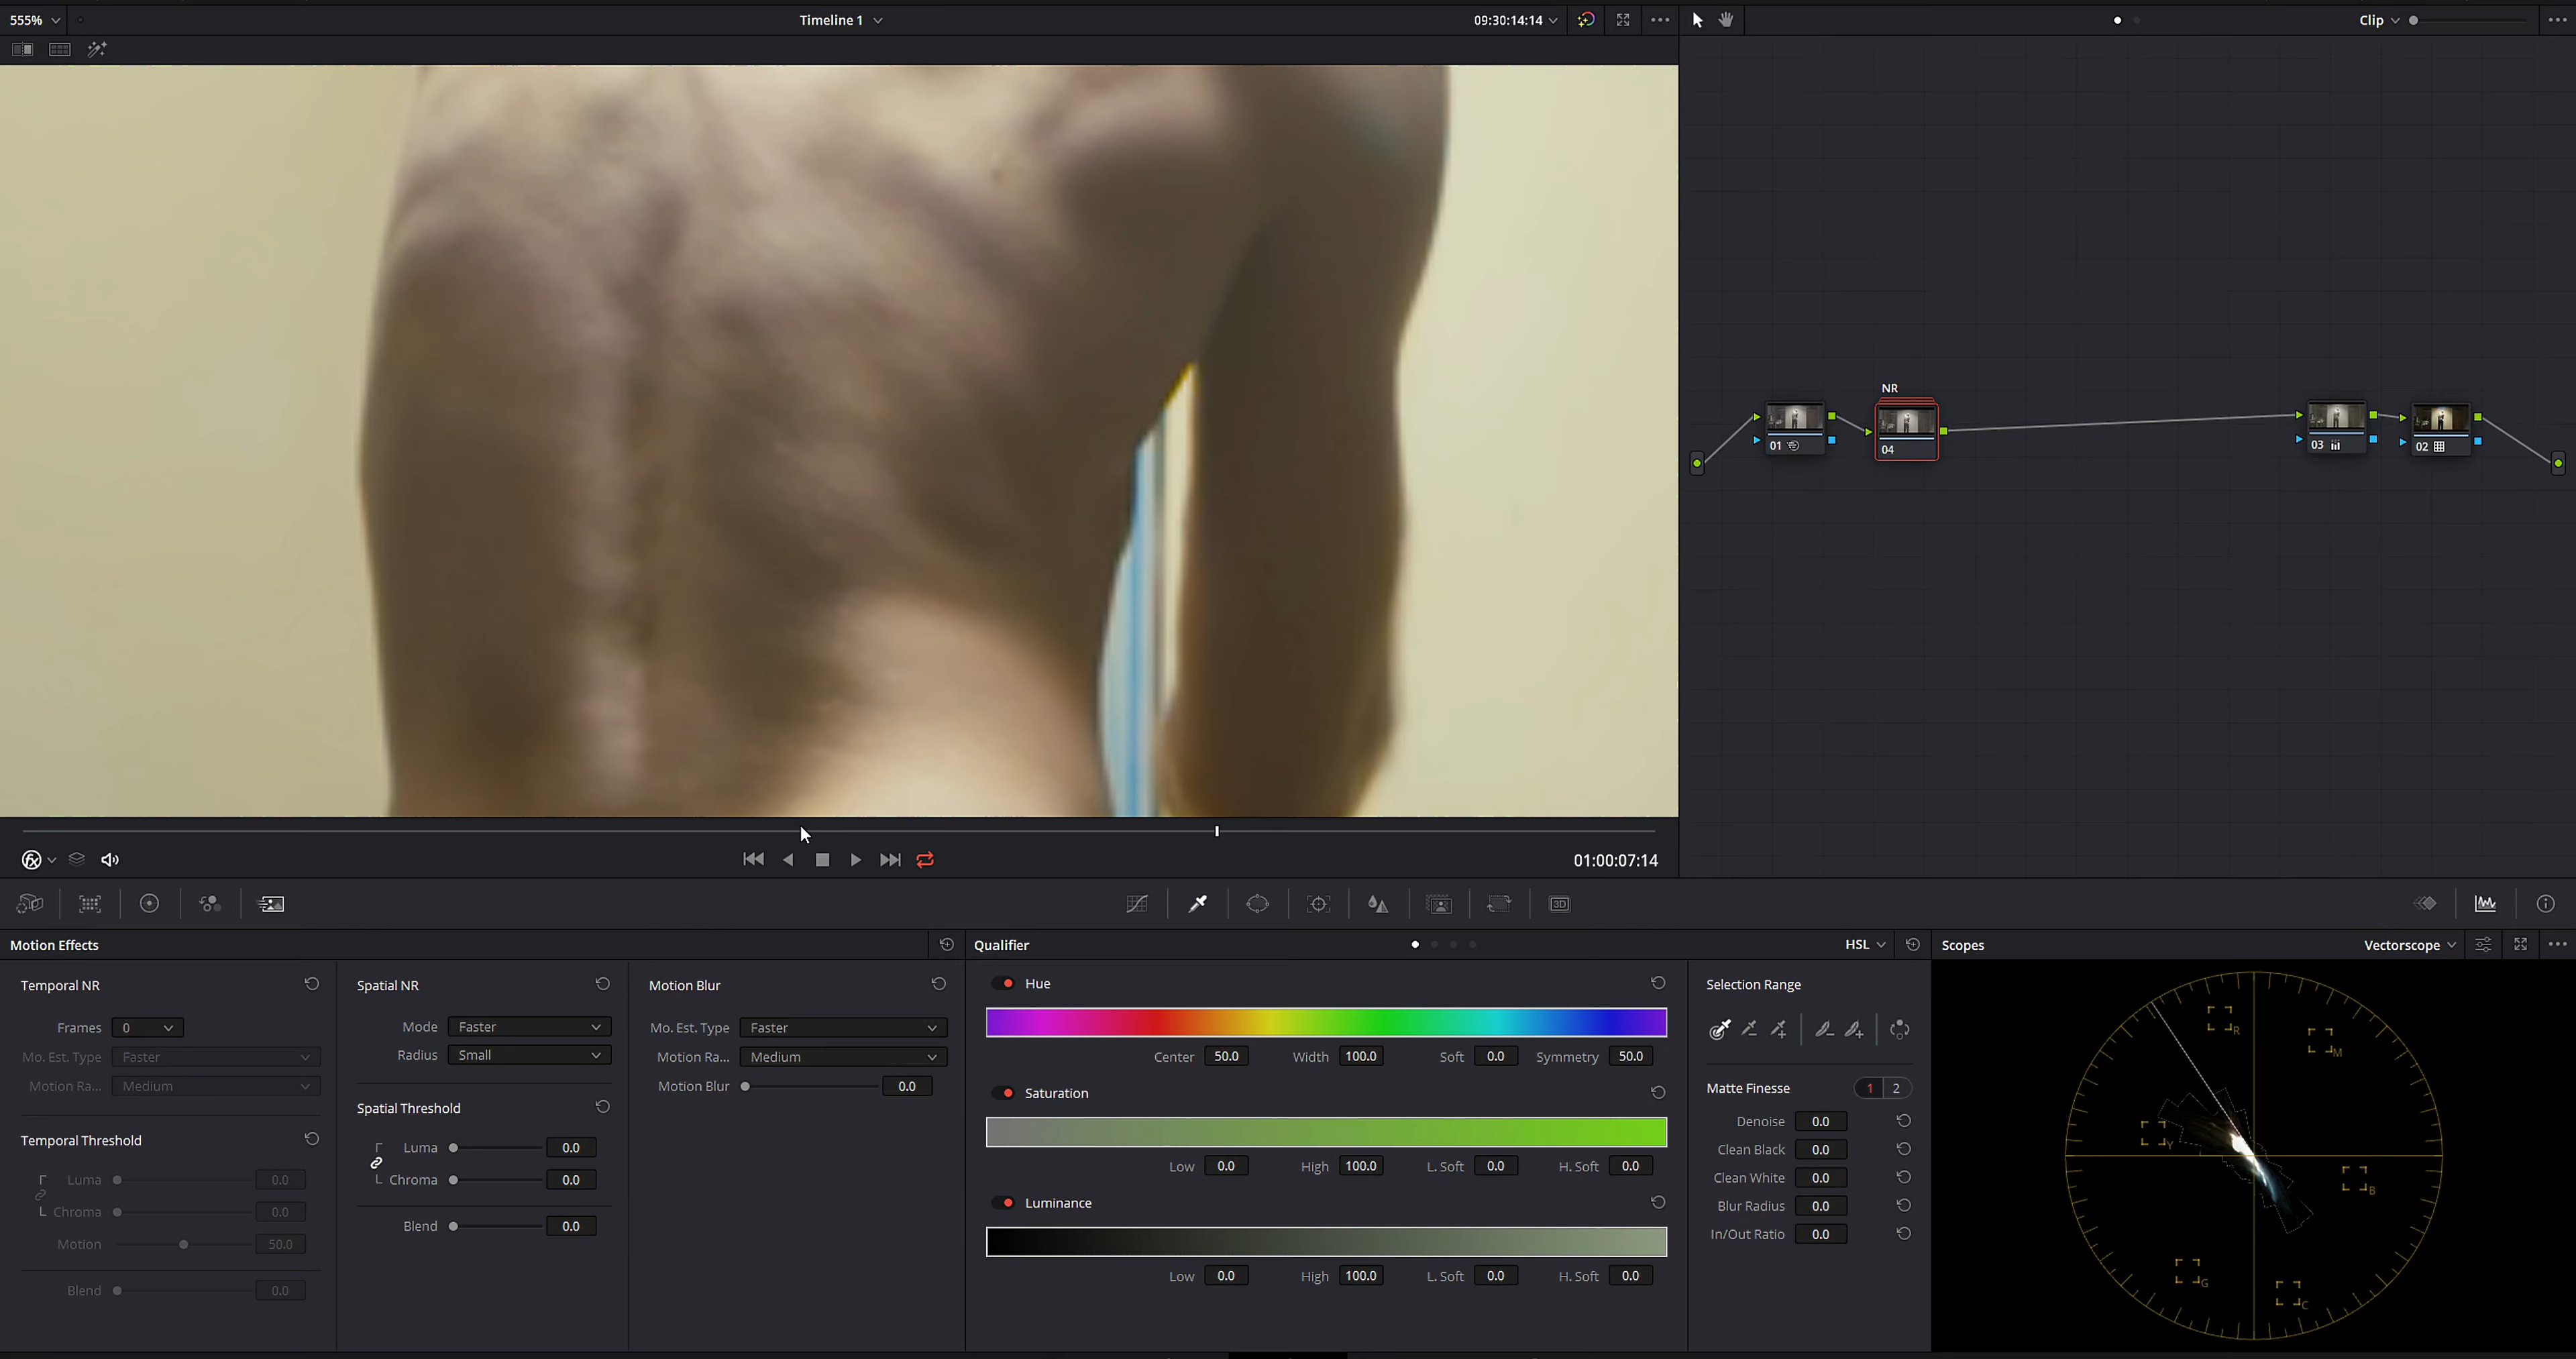 555%
Timeline 1
09:30:14:14
Clip
NR
01
04
03
02
01:00:07:14
3D
Motion Effects
Temporal NR
Frames 0
Mo. Est. Type Faster
Motion Ra... Medium
Temporal Threshold
Luma 0.0
Chroma 0.0
Motion 50.0
Blend 0.0
Spatial NR
Mode Faster
Radius Small
Spatial Threshold
Luma 0.0
Chroma 0.0
Blend 0.0
Motion Blur
Mo. Est. Type Faster
Motion Ra... Medium
Motion Blur 0.0
Qualifier
HSL
Hue
Center 50.0 Width 100.0 Soft 0.0 Symmetry 50.0
Saturation
Low 0.0 High 100.0 L. Soft 0.0 H. Soft 0.0
Luminance
Low 0.0 High 100.0 L. Soft 0.0 H. Soft 0.0
Selection Range
Matte Finesse 1 2
Denoise 0.0
Clean Black 0.0
Clean White 0.0
Blur Radius 0.0
In/Out Ratio 0.0
Scopes
Vectorscope
R
M
Y
B
G
C